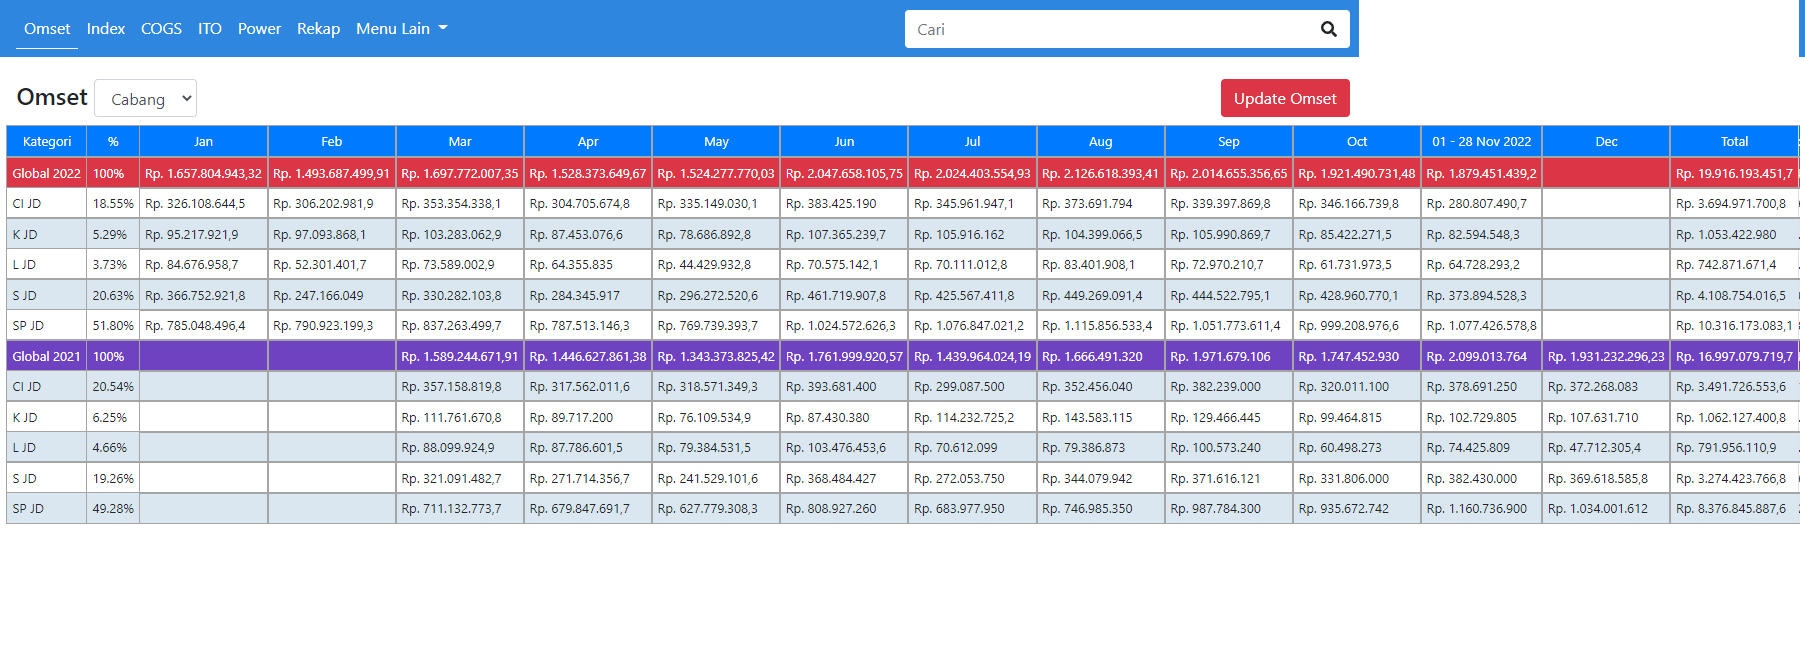 Omset Index COGS ITO Power Rekap Menu Lain Cari
Omset Cabang Update Omset
Kategori % Jan Feb Mar Apr May Jun Jul Aug Sep Oct 01 - 28 Nov 2022 Dec Total
Global 2022 100% Rp. 1.657.804.943,32 Rp. 1.493.687.499,91 Rp. 1.697.772.007,35 Rp. 1.528.373.649,67 Rp. 1.524.277.770,03 Rp. 2.047.658.105,75 Rp. 2.024.403.554,93 Rp. 2.126.618.393,41 Rp. 2.014.655.356,65 Rp. 1.921.490.731,48 Rp. 1.879.451.439,2 Rp. 19.916.193.451,7
CI JD 18.55% Rp. 326.108.644,5 Rp. 306.202.981,9 Rp. 353.354.338,1 Rp. 304.705.674,8 Rp. 335.149.030,1 Rp. 383.425.190 Rp. 345.961.947,1 Rp. 373.691.794 Rp. 339.397.869,8 Rp. 346.166.739,8 Rp. 280.807.490,7 Rp. 3.694.971.700,8
K JD 5.29% Rp. 95.217.921,9 Rp. 97.093.868,1 Rp. 103.283.062,9 Rp. 87.453.076,6 Rp. 78.686.892,8 Rp. 107.365.239,7 Rp. 105.916.162 Rp. 104.399.066,5 Rp. 105.990.869,7 Rp. 85.422.271,5 Rp. 82.594.548,3 Rp. 1.053.422.980
L JD 3.73% Rp. 84.676.958,7 Rp. 52.301.401,7 Rp. 73.589.002,9 Rp. 64.355.835 Rp. 44.429.932,8 Rp. 70.575.142,1 Rp. 70.111.012,8 Rp. 83.401.908,1 Rp. 72.970.210,7 Rp. 61.731.973,5 Rp. 64.728.293,2 Rp. 742.871.671,4
S JD 20.63% Rp. 366.752.921,8 Rp. 247.166.049 Rp. 330.282.103,8 Rp. 284.345.917 Rp. 296.272.520,6 Rp. 461.719.907,8 Rp. 425.567.411,8 Rp. 449.269.091,4 Rp. 444.522.795,1 Rp. 428.960.770,1 Rp. 373.894.528,3 Rp. 4.108.754.016,5
SP JD 51.80% Rp. 785.048.496,4 Rp. 790.923.199,3 Rp. 837.263.499,7 Rp. 787.513.146,3 Rp. 769.739.393,7 Rp. 1.024.572.626,3 Rp. 1.076.847.021,2 Rp. 1.115.856.533,4 Rp. 1.051.773.611,4 Rp. 999.208.976,6 Rp. 1.077.426.578,8 Rp. 10.316.173.083,1
Global 2021 100% Rp. 1.589.244.671,91 Rp. 1.446.627.861,38 Rp. 1.343.373.825,42 Rp. 1.761.999.920,57 Rp. 1.439.964.024,19 Rp. 1.666.491.320 Rp. 1.971.679.106 Rp. 1.747.452.930 Rp. 2.099.013.764 Rp. 1.931.232.296,23 Rp. 16.997.079.719,7
CI JD 20.54% Rp. 357.158.819,8 Rp. 317.562.011,6 Rp. 318.571.349,3 Rp. 393.681.400 Rp. 299.087.500 Rp. 352.456.040 Rp. 382.239.000 Rp. 320.011.100 Rp. 378.691.250 Rp. 372.268.083 Rp. 3.491.726.553,6
K JD 6.25% Rp. 111.761.670,8 Rp. 89.717.200 Rp. 76.109.534,9 Rp. 87.430.380 Rp. 114.232.725,2 Rp. 143.583.115 Rp. 129.466.445 Rp. 99.464.815 Rp. 102.729.805 Rp. 107.631.710 Rp. 1.062.127.400,8
L JD 4.66% Rp. 88.099.924,9 Rp. 87.786.601,5 Rp. 79.384.531,5 Rp. 103.476.453,6 Rp. 70.612.099 Rp. 79.386.873 Rp. 100.573.240 Rp. 60.498.273 Rp. 74.425.809 Rp. 47.712.305,4 Rp. 791.956.110,9
S JD 19.26% Rp. 321.091.482,7 Rp. 271.714.356,7 Rp. 241.529.101,6 Rp. 368.484.427 Rp. 272.053.750 Rp. 344.079.942 Rp. 371.616.121 Rp. 331.806.000 Rp. 382.430.000 Rp. 369.618.585,8 Rp. 3.274.423.766,8
SP JD 49.28% Rp. 711.132.773,7 Rp. 679.847.691,7 Rp. 627.779.308,3 Rp. 808.927.260 Rp. 683.977.950 Rp. 746.985.350 Rp. 987.784.300 Rp. 935.672.742 Rp. 1.160.736.900 Rp. 1.034.001.612 Rp. 8.376.845.887,6